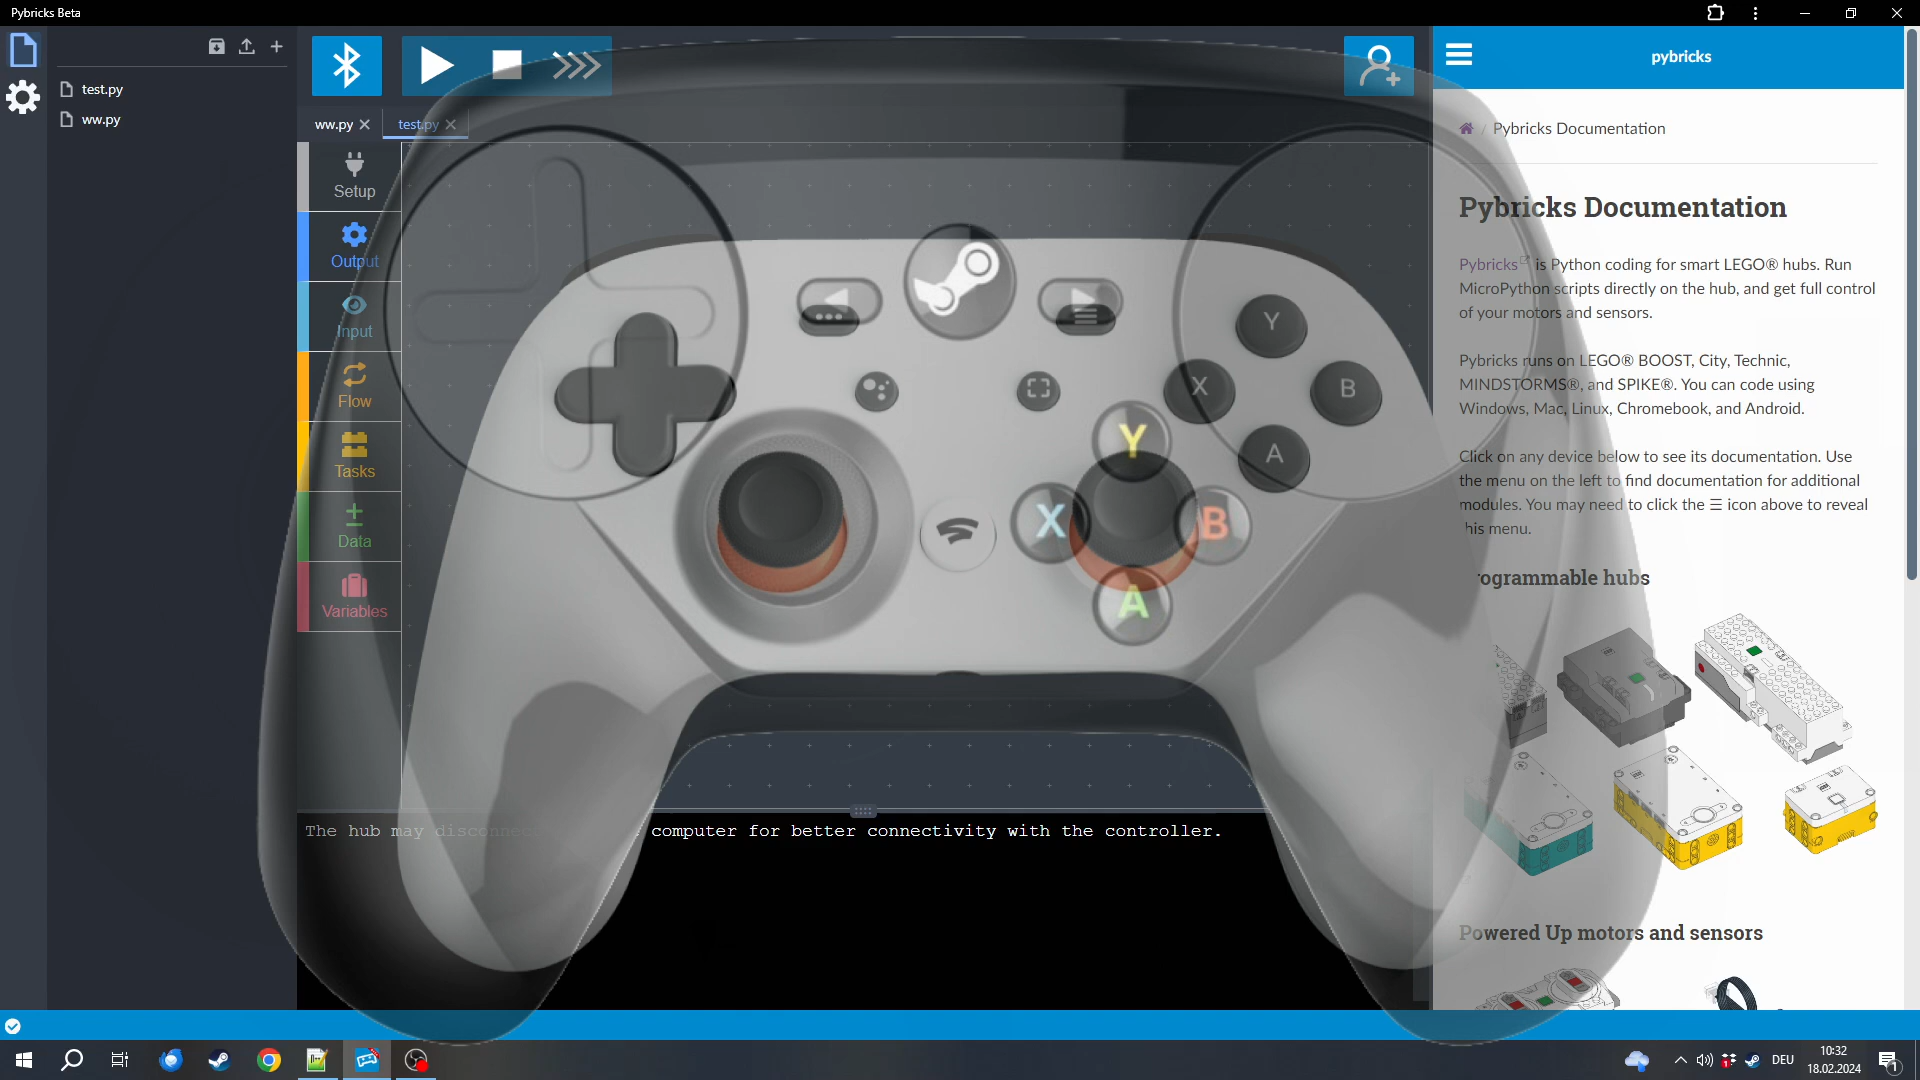 Pybricks Beta
test.py
ww.py
ww.py
test.py
Setup
Output
Input
Flow
Tasks
Data
Variables
Y
X
B
A
Y
X
B
A
The hub may disconnec computer for better connectivity with the controller.
pybricks
/ Pybricks Documentation
Pybricks Documentation
Pybricks is Python coding for smart LEGO® hubs. Run
MicroPython scripts directly on the hub, and get full control
of your motors and sensors.
Pybricks runs on LEGO® BOOST, City, Technic,
MINDSTORMS®, and SPIKE®. You can code using
Windows, Mac, Linux, Chromebook, and Android.
Click on any device below to see its documentation. Use
the menu on the left to find documentation for additional
modules. You may need to click the ☰ icon above to reveal
this menu.
Programmable hubs
Powered Up motors and sensors
DEU
10:32
18.02.2024
1